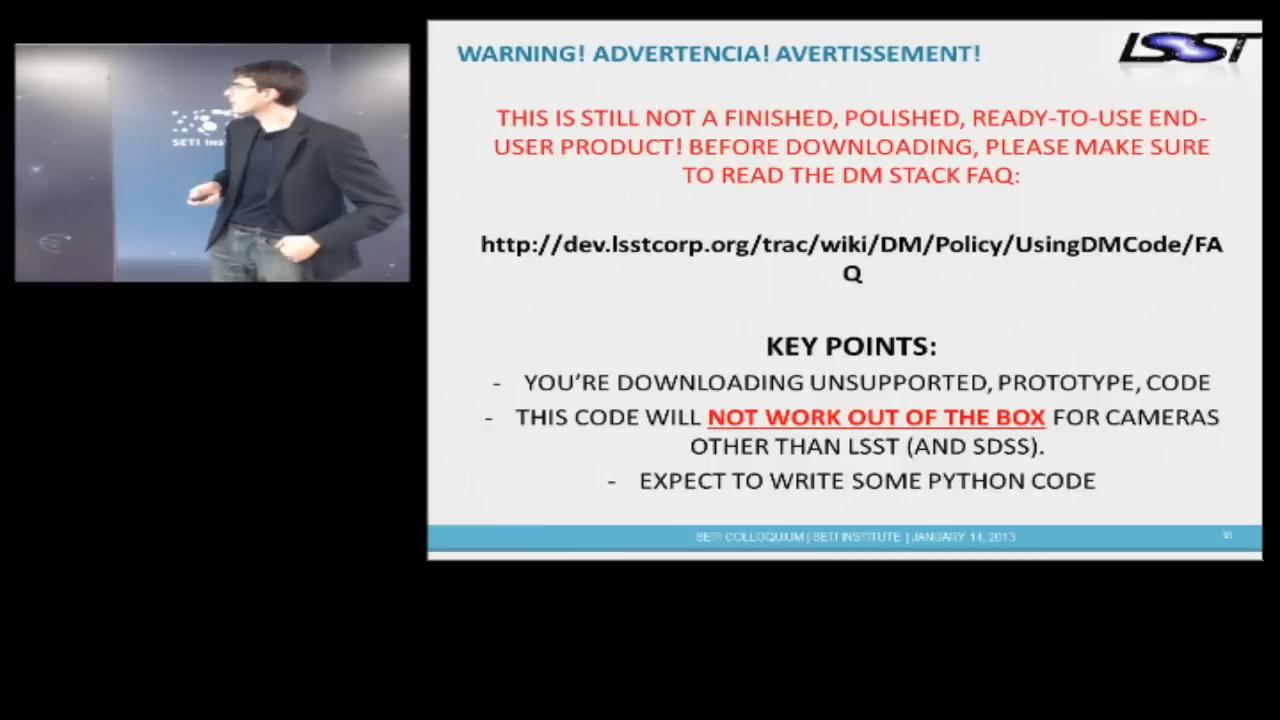 SETI INS
WARNING! ADVERTENCIA! AVERTISSEMENT!
LSST
THIS IS STILL NOT A FINISHED, POLISHED, READY-TO-USE END-
USER PRODUCT! BEFORE DOWNLOADING, PLEASE MAKE SURE
TO READ THE DM STACK FAQ:
http://dev.lsstcorp.org/trac/wiki/DM/Policy/UsingDMCode/FA
Q
KEY POINTS:
- YOU’RE DOWNLOADING UNSUPPORTED, PROTOTYPE, CODE
- THIS CODE WILL NOT WORK OUT OF THE BOX FOR CAMERAS
OTHER THAN LSST (AND SDSS).
- EXPECT TO WRITE SOME PYTHON CODE
SETI COLLOQUIUM | SETI INSTITUTE | JANUARY 14, 2013